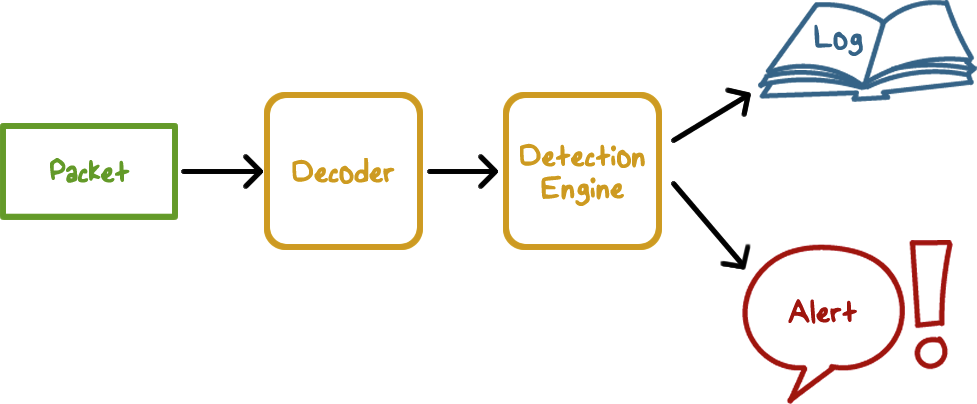 Packet
Decoder
Detection
Engine
Log
Alert